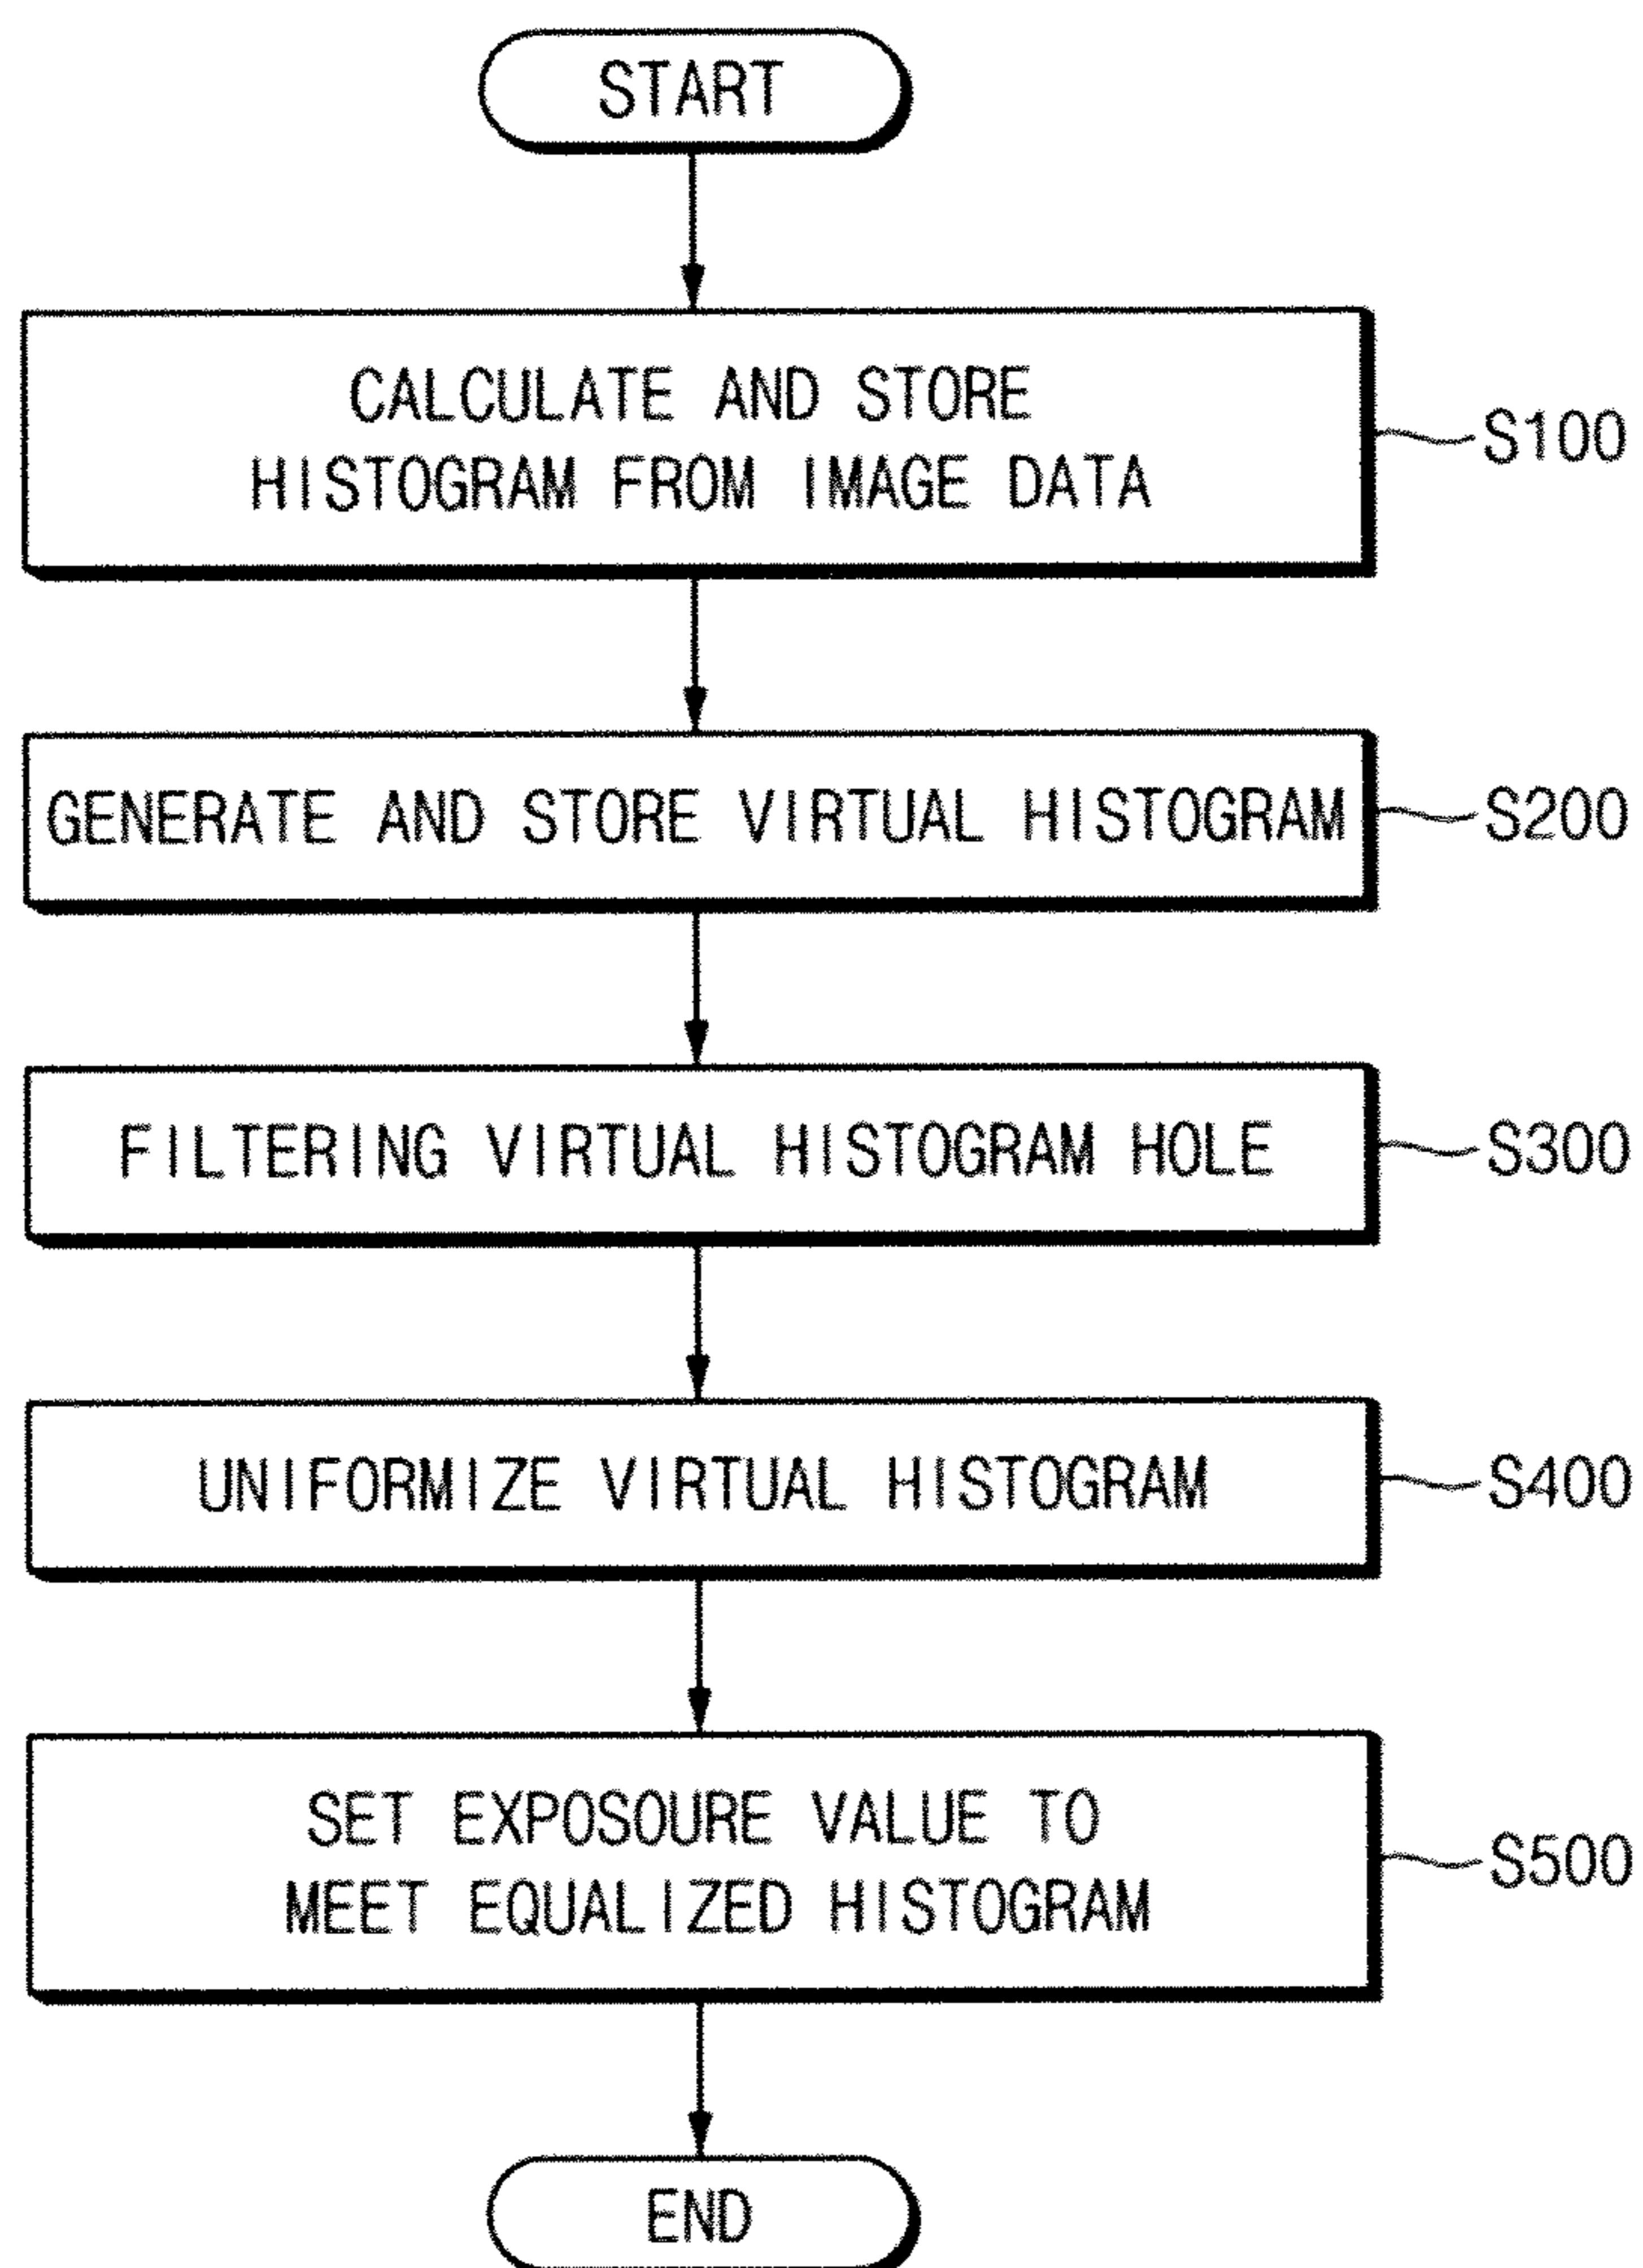 START
CALCULATE AND STORE
HISTOGRAM FROM IMAGE DATA
S100
GENERATE AND STORE VIRTUAL HISTOGRAM
S200
FILTERING VIRTUAL HISTOGRAM HOLE
S300
UNIFORMIZE VIRTUAL HISTOGRAM
S400
SET EXPOSOURE VALUE TO
MEET EQUALIZED HISTOGRAM
S500
END